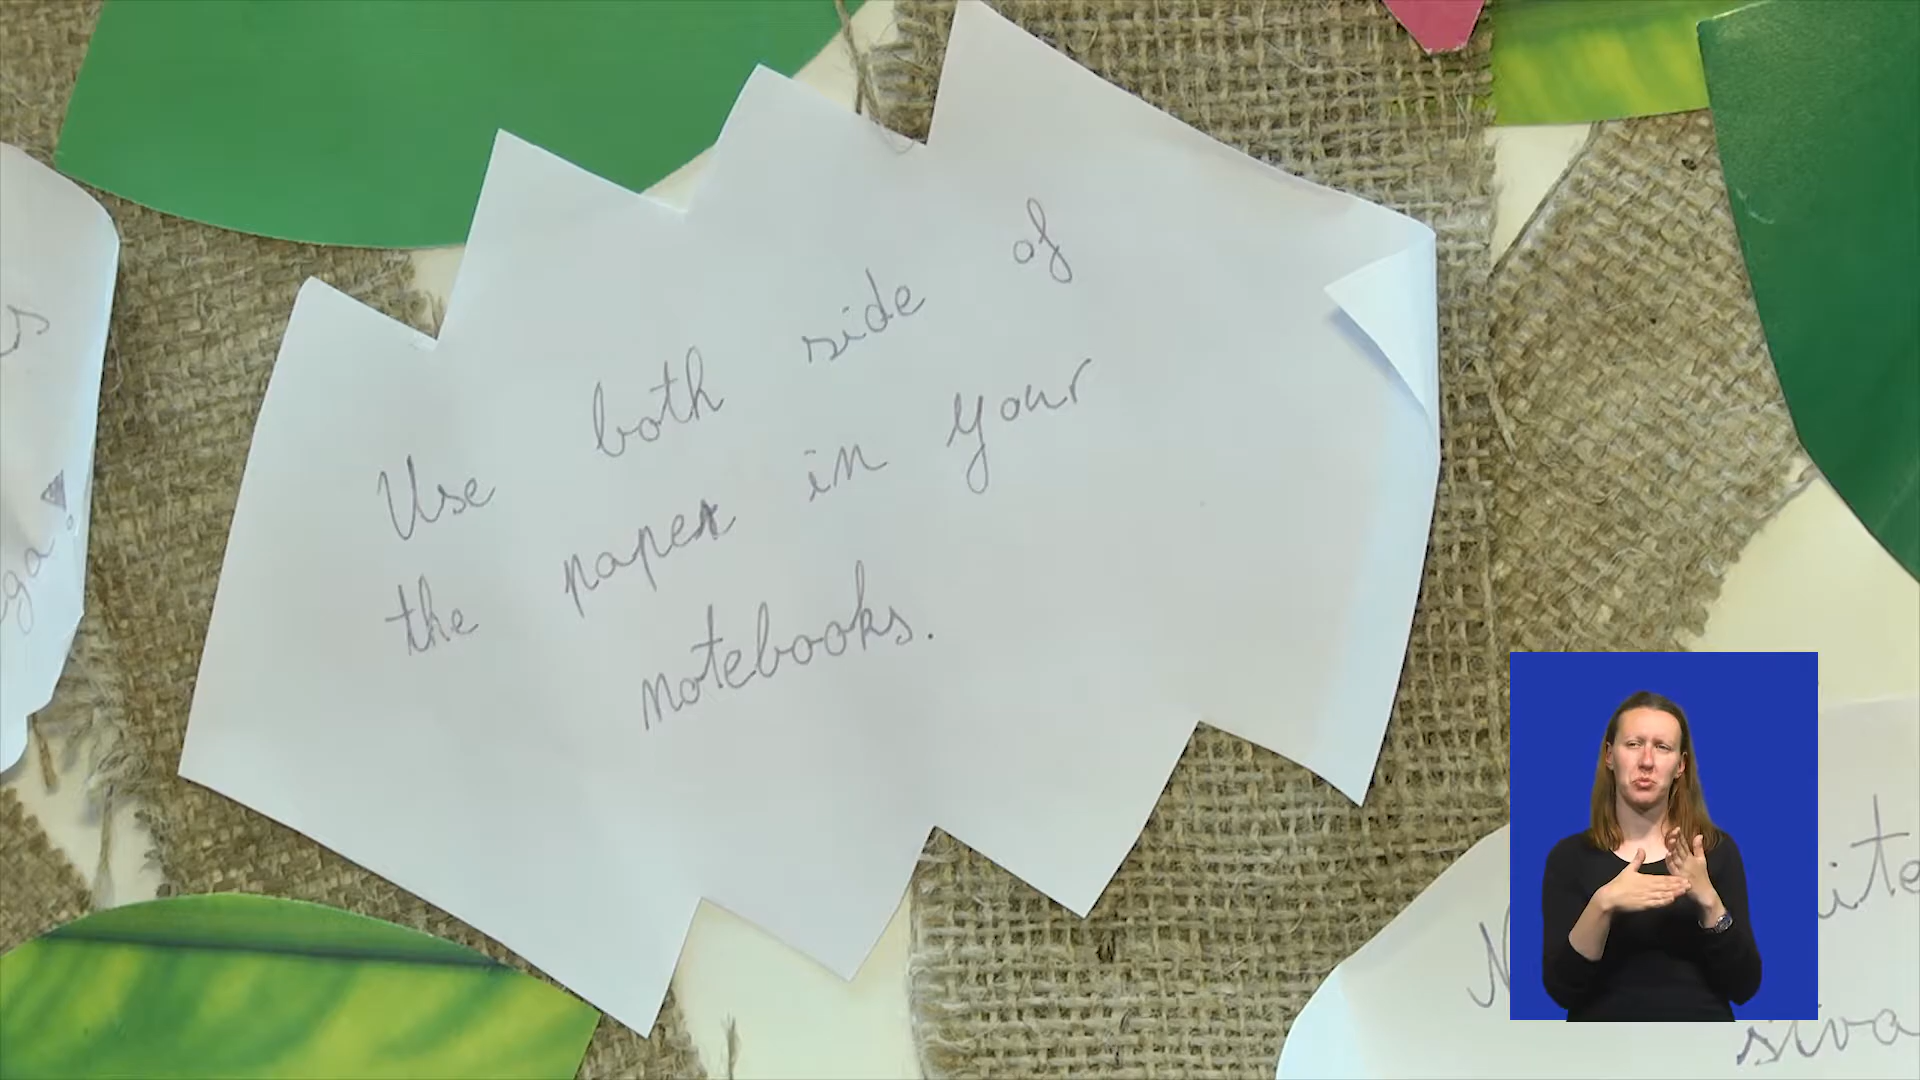 Use both side of
the paper in your
notebooks.